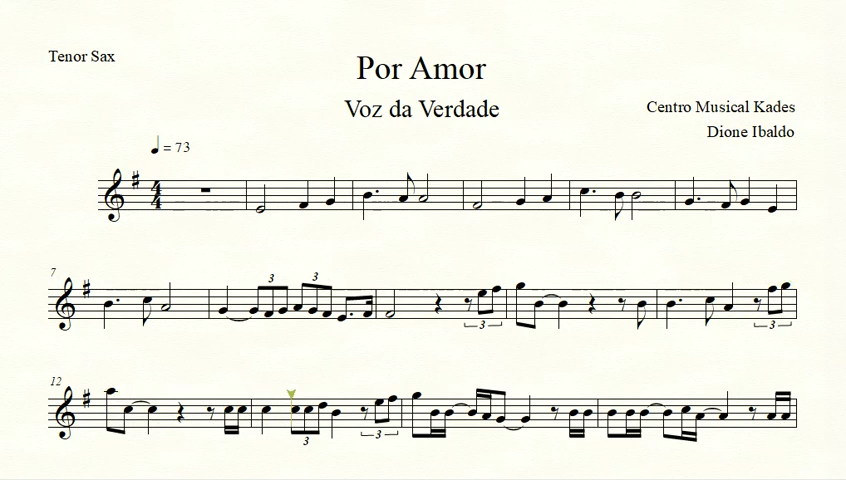 Tenor Sax
Por Amor
Voz da Verdade
Centro Musical Kades
Dione Ibaldo
= 73
4
4
7
3
3
3
3
3
12
3
3